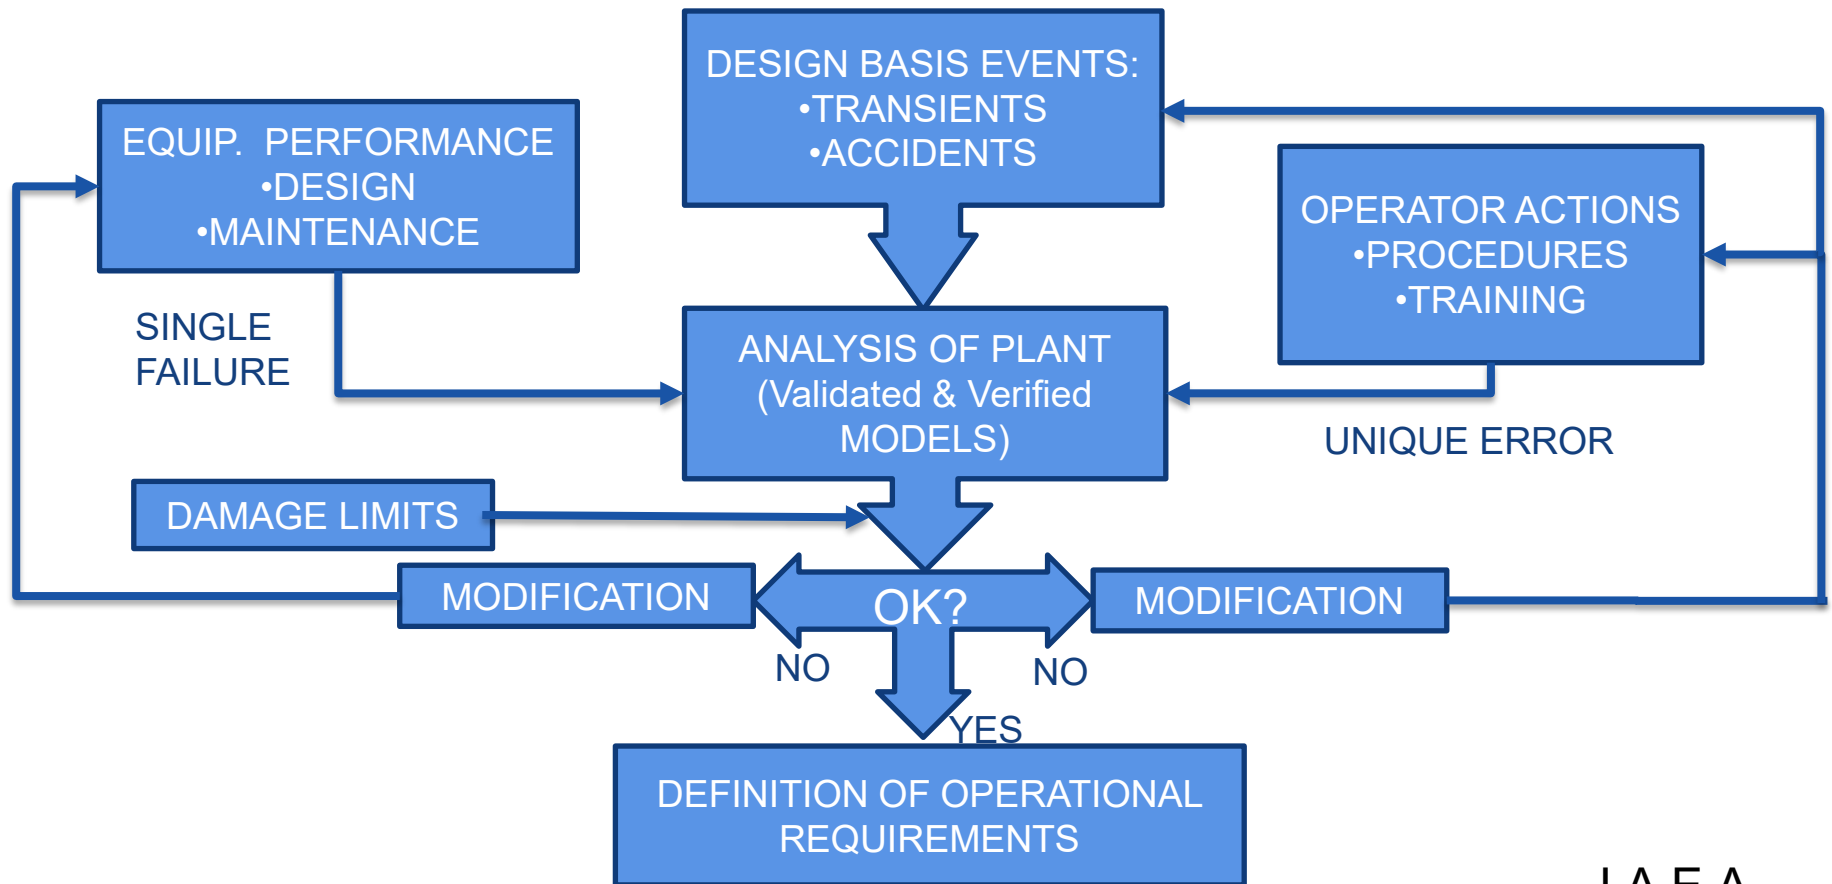 DESIGN BASIS EVENTS:
•TRANSIENTS
•ACCIDENTS
EQUIP. PERFORMANCE
•DESIGN
•MAINTENANCE
OPERATOR ACTIONS
•PROCEDURES
•TRAINING
SINGLE
FAILURE
ANALYSIS OF PLANT
(Validated & Verified
MODELS)
UNIQUE ERROR
DAMAGE LIMITS
MODIFICATION
OK?
MODIFICATION
NO
NO
YES
DEFINITION OF OPERATIONAL
REQUIREMENTS
I A E A